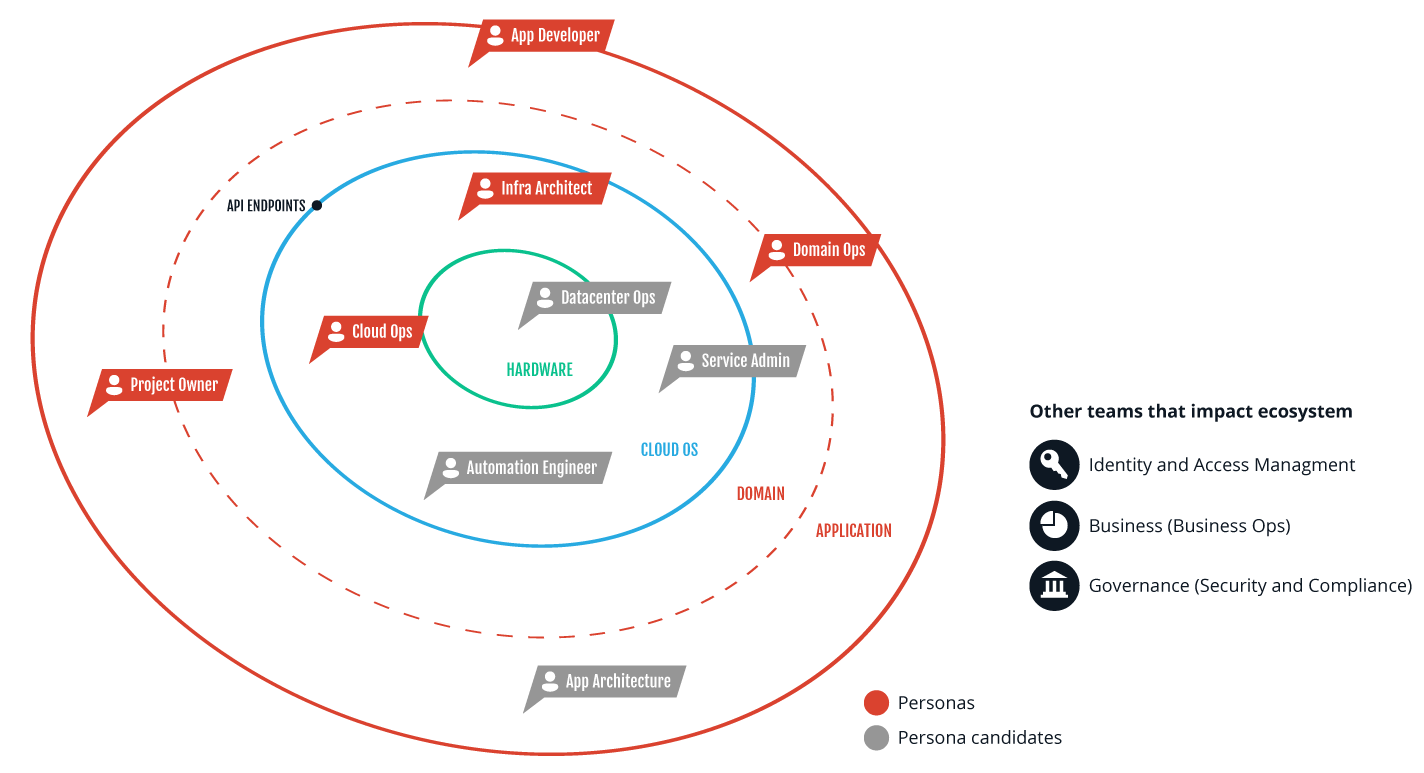 App Developer
Infra Architect
API ENDPOINTS
Domain Ops
Datacenter Ops
Cloud Ops
Service Admin
HARDWARE
Project Owner
Other teams that impact ecosystem
CLOUD OS
Automation Engineer
Identity and Access Managment
DOMAIN
APPLICATION
Business (Business Ops)
Governance (Security and Compliance)
App Architecture
Personas
Persona candidates